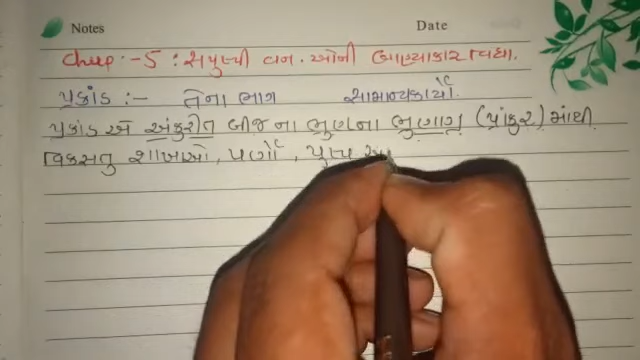 Notes Date
Chap :- 5 : સપુષ્પી વન. ઓની બાહ્યાકાર વિદ્યા.
પ્રકાંડ :- તેના ભાગ સામાન્યકાર્યો.
પ્રકાંડ એ અંકુરીત બીજ ના ભ્રુણના ભ્રુણાગ્ર (પ્રાંકુર) માંથી
વિકસતુ શાખાઓ, પર્ણો, પુષ્પ અ